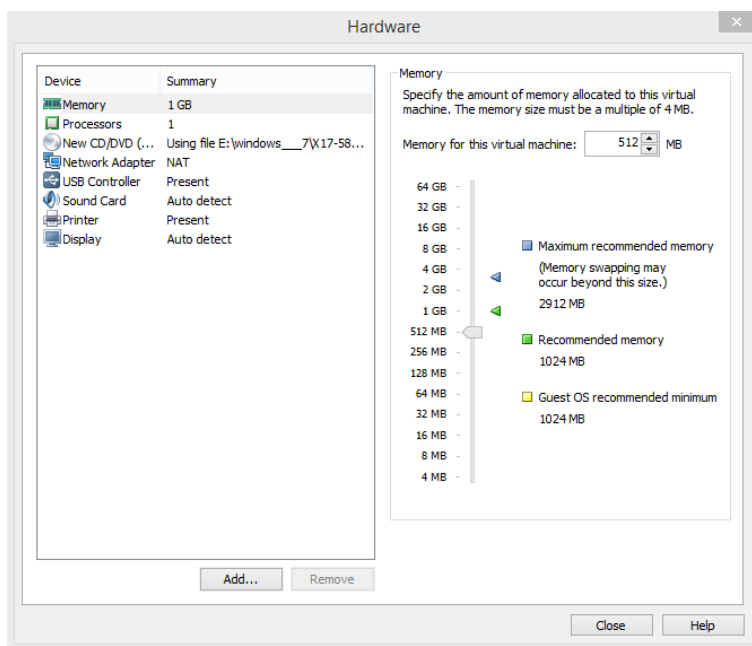 Hardware
Device Summary
Memory 1 GB
Processors 1
New CD/DVD (... Using file E:\windows___7\X17-58...
Network Adapter NAT
USB Controller Present
Sound Card Auto detect
Printer Present
Display Auto detect
Add... Remove
Memory
Specify the amount of memory allocated to this virtual
machine. The memory size must be a multiple of 4 MB.
Memory for this virtual machine: 512 MB
64 GB
32 GB
16 GB
8 GB
4 GB
2 GB
1 GB
512 MB
256 MB
128 MB
64 MB
32 MB
16 MB
8 MB
4 MB
Maximum recommended memory
(Memory swapping may
occur beyond this size.)
2912 MB
Recommended memory
1024 MB
Guest OS recommended minimum
1024 MB
Close Help